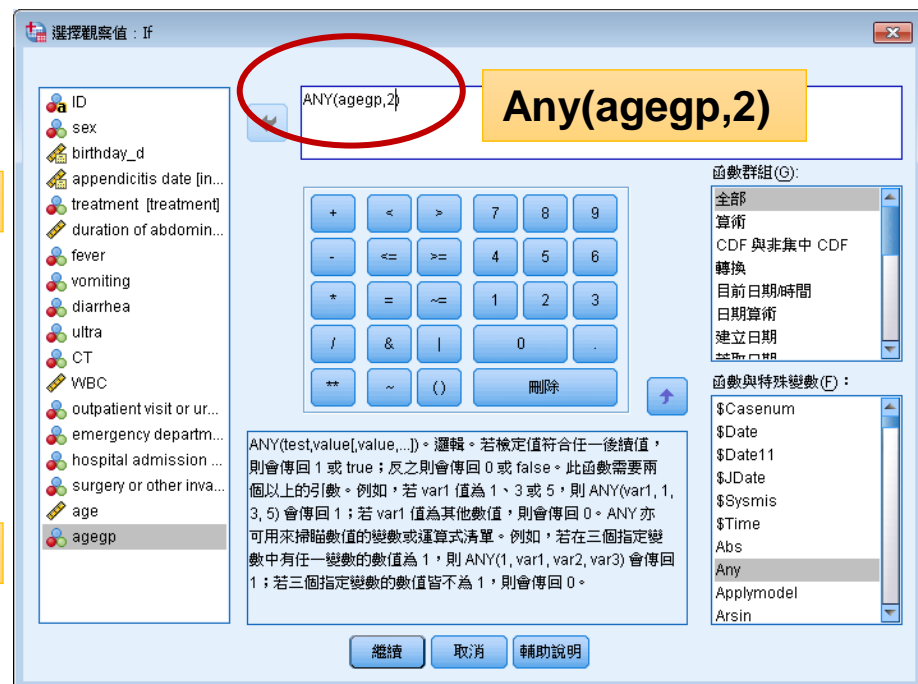 選擇觀察值：If
ID
sex
birthday_d
appendicitis date [in...
treatment [treatment]
duration of abdomin...
fever
vomiting
diarrhea
ultra
CT
WBC
outpatient visit or ur...
emergency departm...
hospital admission ...
surgery or other inva...
age
agegp
ANY(agegp,2)
Any(agegp,2)
+ < > 7 8 9
- <= >= 4 5 6
* = ~= 1 2 3
/ & | 0 .
** ~ () 刪除
ANY(test,value[,value,...])。邏輯。若檢定值符合任一後續值，
則會傳回 1 或 true；反之則會傳回 0 或 false。此函數需要兩
個以上的引數。例如，若 var1 值為 1、3 或 5，則 ANY(var1, 1,
3, 5) 會傳回 1；若 var1 值為其他數值，則會傳回 0。ANY 亦
可用來掃瞄數值的變數或運算式清單。例如，若在三個指定變
數中有任一變數的數值為 1，則 ANY(1, var1, var2, var3) 會傳回
1；若三個指定變數的數值皆不為 1，則會傳回 0。
函數群組(G):
全部
算術
CDF 與非集中 CDF
轉換
目前日期/時間
日期算術
建立日期
函數與特殊變數(F)：
$Casenum
$Date
$Date11
$JDate
$Sysmis
$Time
Abs
Any
Applymodel
Arsin
繼續 取消 輔助說明